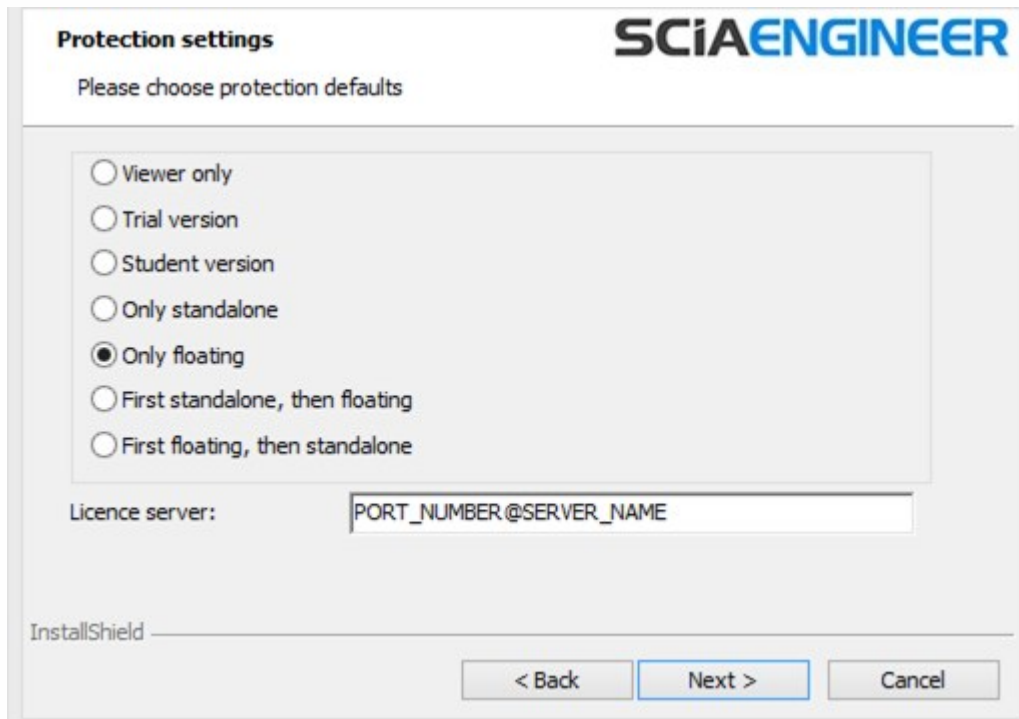 Protection settings
SCiAENGINEER
Please choose protection defaults
Viewer only
Trial version
Student version
Only standalone
Only floating
First standalone, then floating
First floating, then standalone
Licence server: PORT_NUMBER@SERVER_NAME
InstallShield
< Back Next > Cancel